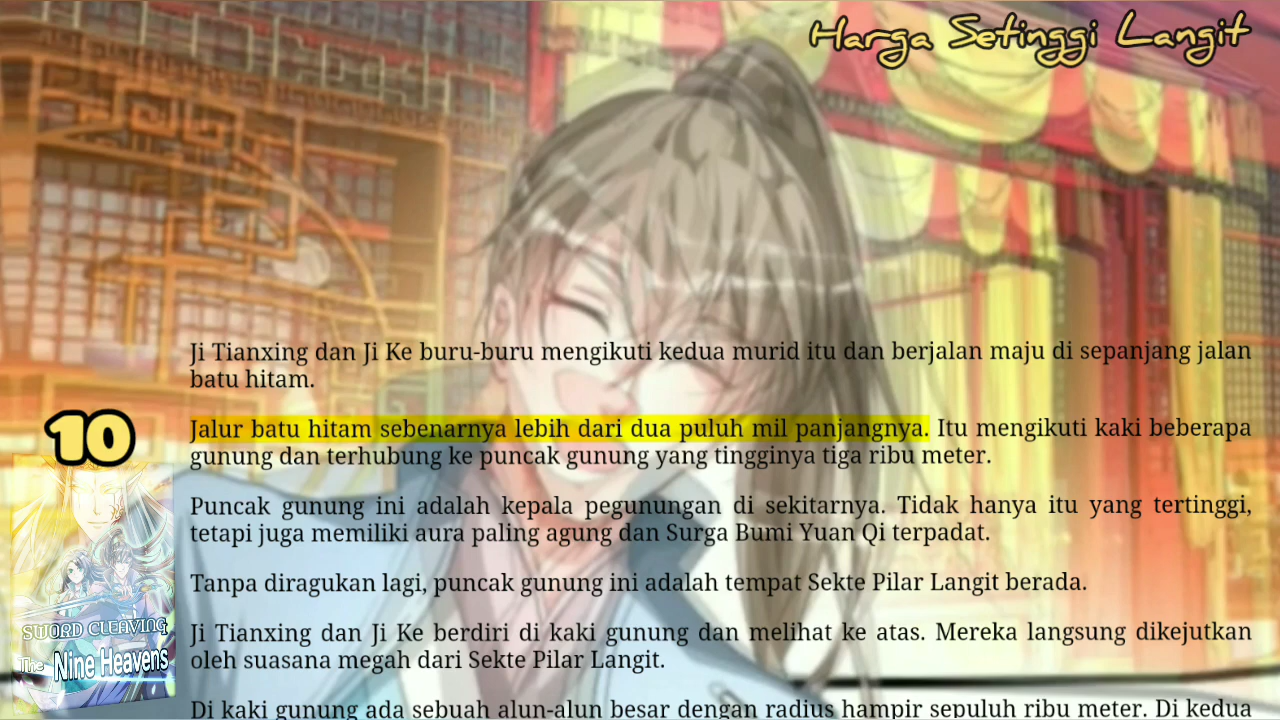 Harga Setinggi Langit
Ji Tianxing dan Ji Ke buru-buru mengikuti kedua murid itu dan berjalan maju di sepanjang jalan
batu hitam.
10
Jalur batu hitam sebenarnya lebih dari dua puluh mil panjangnya. Itu mengikuti kaki beberapa
gunung dan terhubung ke puncak gunung yang tingginya tiga ribu meter.
Puncak gunung ini adalah kepala pegunungan di sekitarnya. Tidak hanya itu yang tertinggi,
tetapi juga memiliki aura paling agung dan Surga Bumi Yuan Qi terpadat.
Tanpa diragukan lagi, puncak gunung ini adalah tempat Sekte Pilar Langit berada.
Ji Tianxing dan Ji Ke berdiri di kaki gunung dan melihat ke atas. Mereka langsung dikejutkan
oleh suasana megah dari Sekte Pilar Langit.
Di kaki gunung ada sebuah alun-alun besar dengan radius hampir sepuluh ribu meter. Di kedua
SWORD CLEAVING
The Nine Heavens